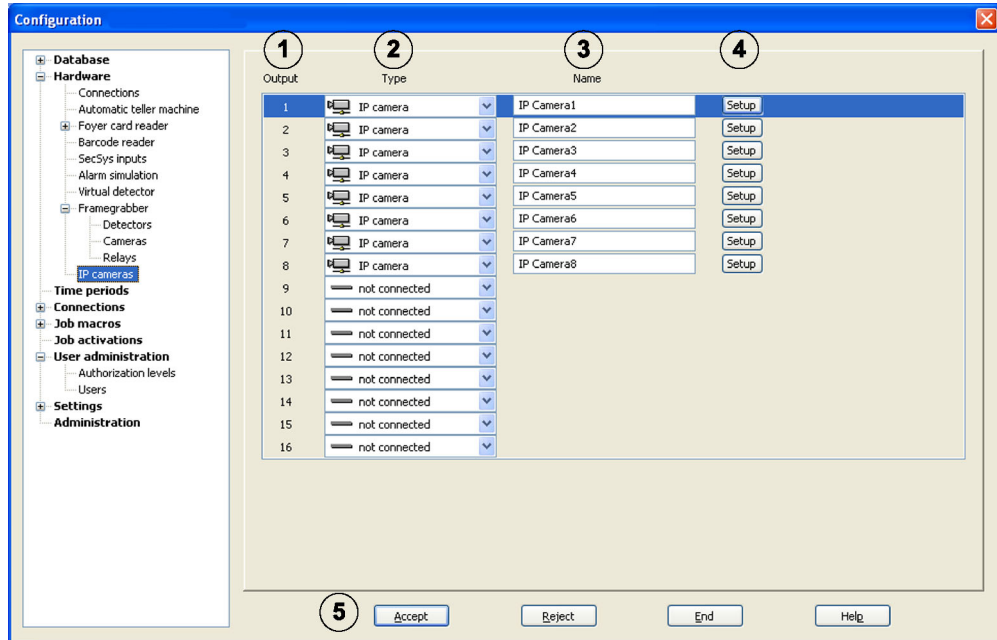 Configuration
1 2 3 4
Output Type Name
Database
Hardware
Connections
Automatic teller machine
Foyer card reader
Barcode reader
SecSys inputs
Alarm simulation
Virtual detector
Framegrabber
Detectors
Cameras
Relays
IP cameras
Time periods
Connections
Job macros
Job activations
User administration
Authorization levels
Users
Settings
Administration
1 IP camera IP Camera1 Setup
2 IP camera IP Camera2 Setup
3 IP camera IP Camera3 Setup
4 IP camera IP Camera4 Setup
5 IP camera IP Camera5 Setup
6 IP camera IP Camera6 Setup
7 IP camera IP Camera7 Setup
8 IP camera IP Camera8 Setup
9 not connected
10 not connected
11 not connected
12 not connected
13 not connected
14 not connected
15 not connected
16 not connected
5 Accept Reject End Help